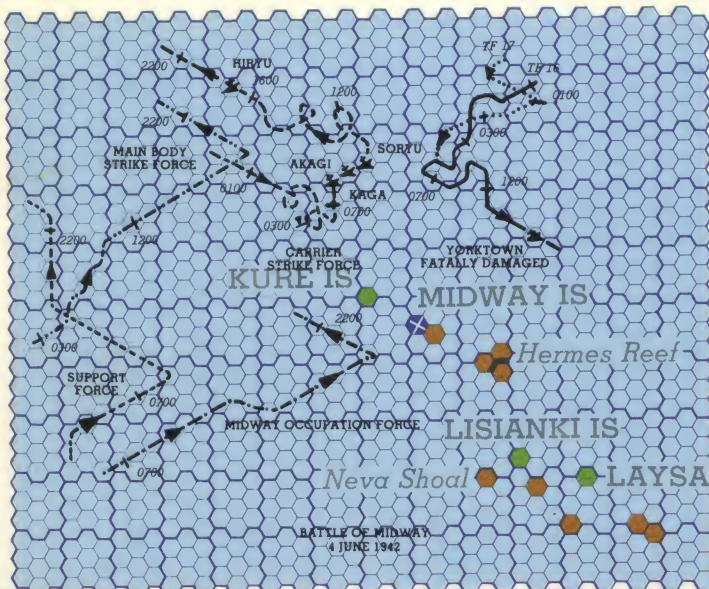 2200
HIRYU
1600
1200
TF 17
TF 16
0100
2200
0300
MAIN BODY
STRIKE FORCE
SORYU
AKAGI
0100
KAGA
0700
0700
1200
0300
CARRIER
STRIKE FORCE
YORKTOWN
FATALLY DAMAGED
2200
1200
KURE IS
MIDWAY IS
2200
0300
Hermes Reef
SUPPORT
FORCE
0700
MIDWAY OCCUPATION FORCE
LISIANKI IS
0700
Neva Shoal
LAYSA
BATTLE OF MIDWAY
4 JUNE 1942